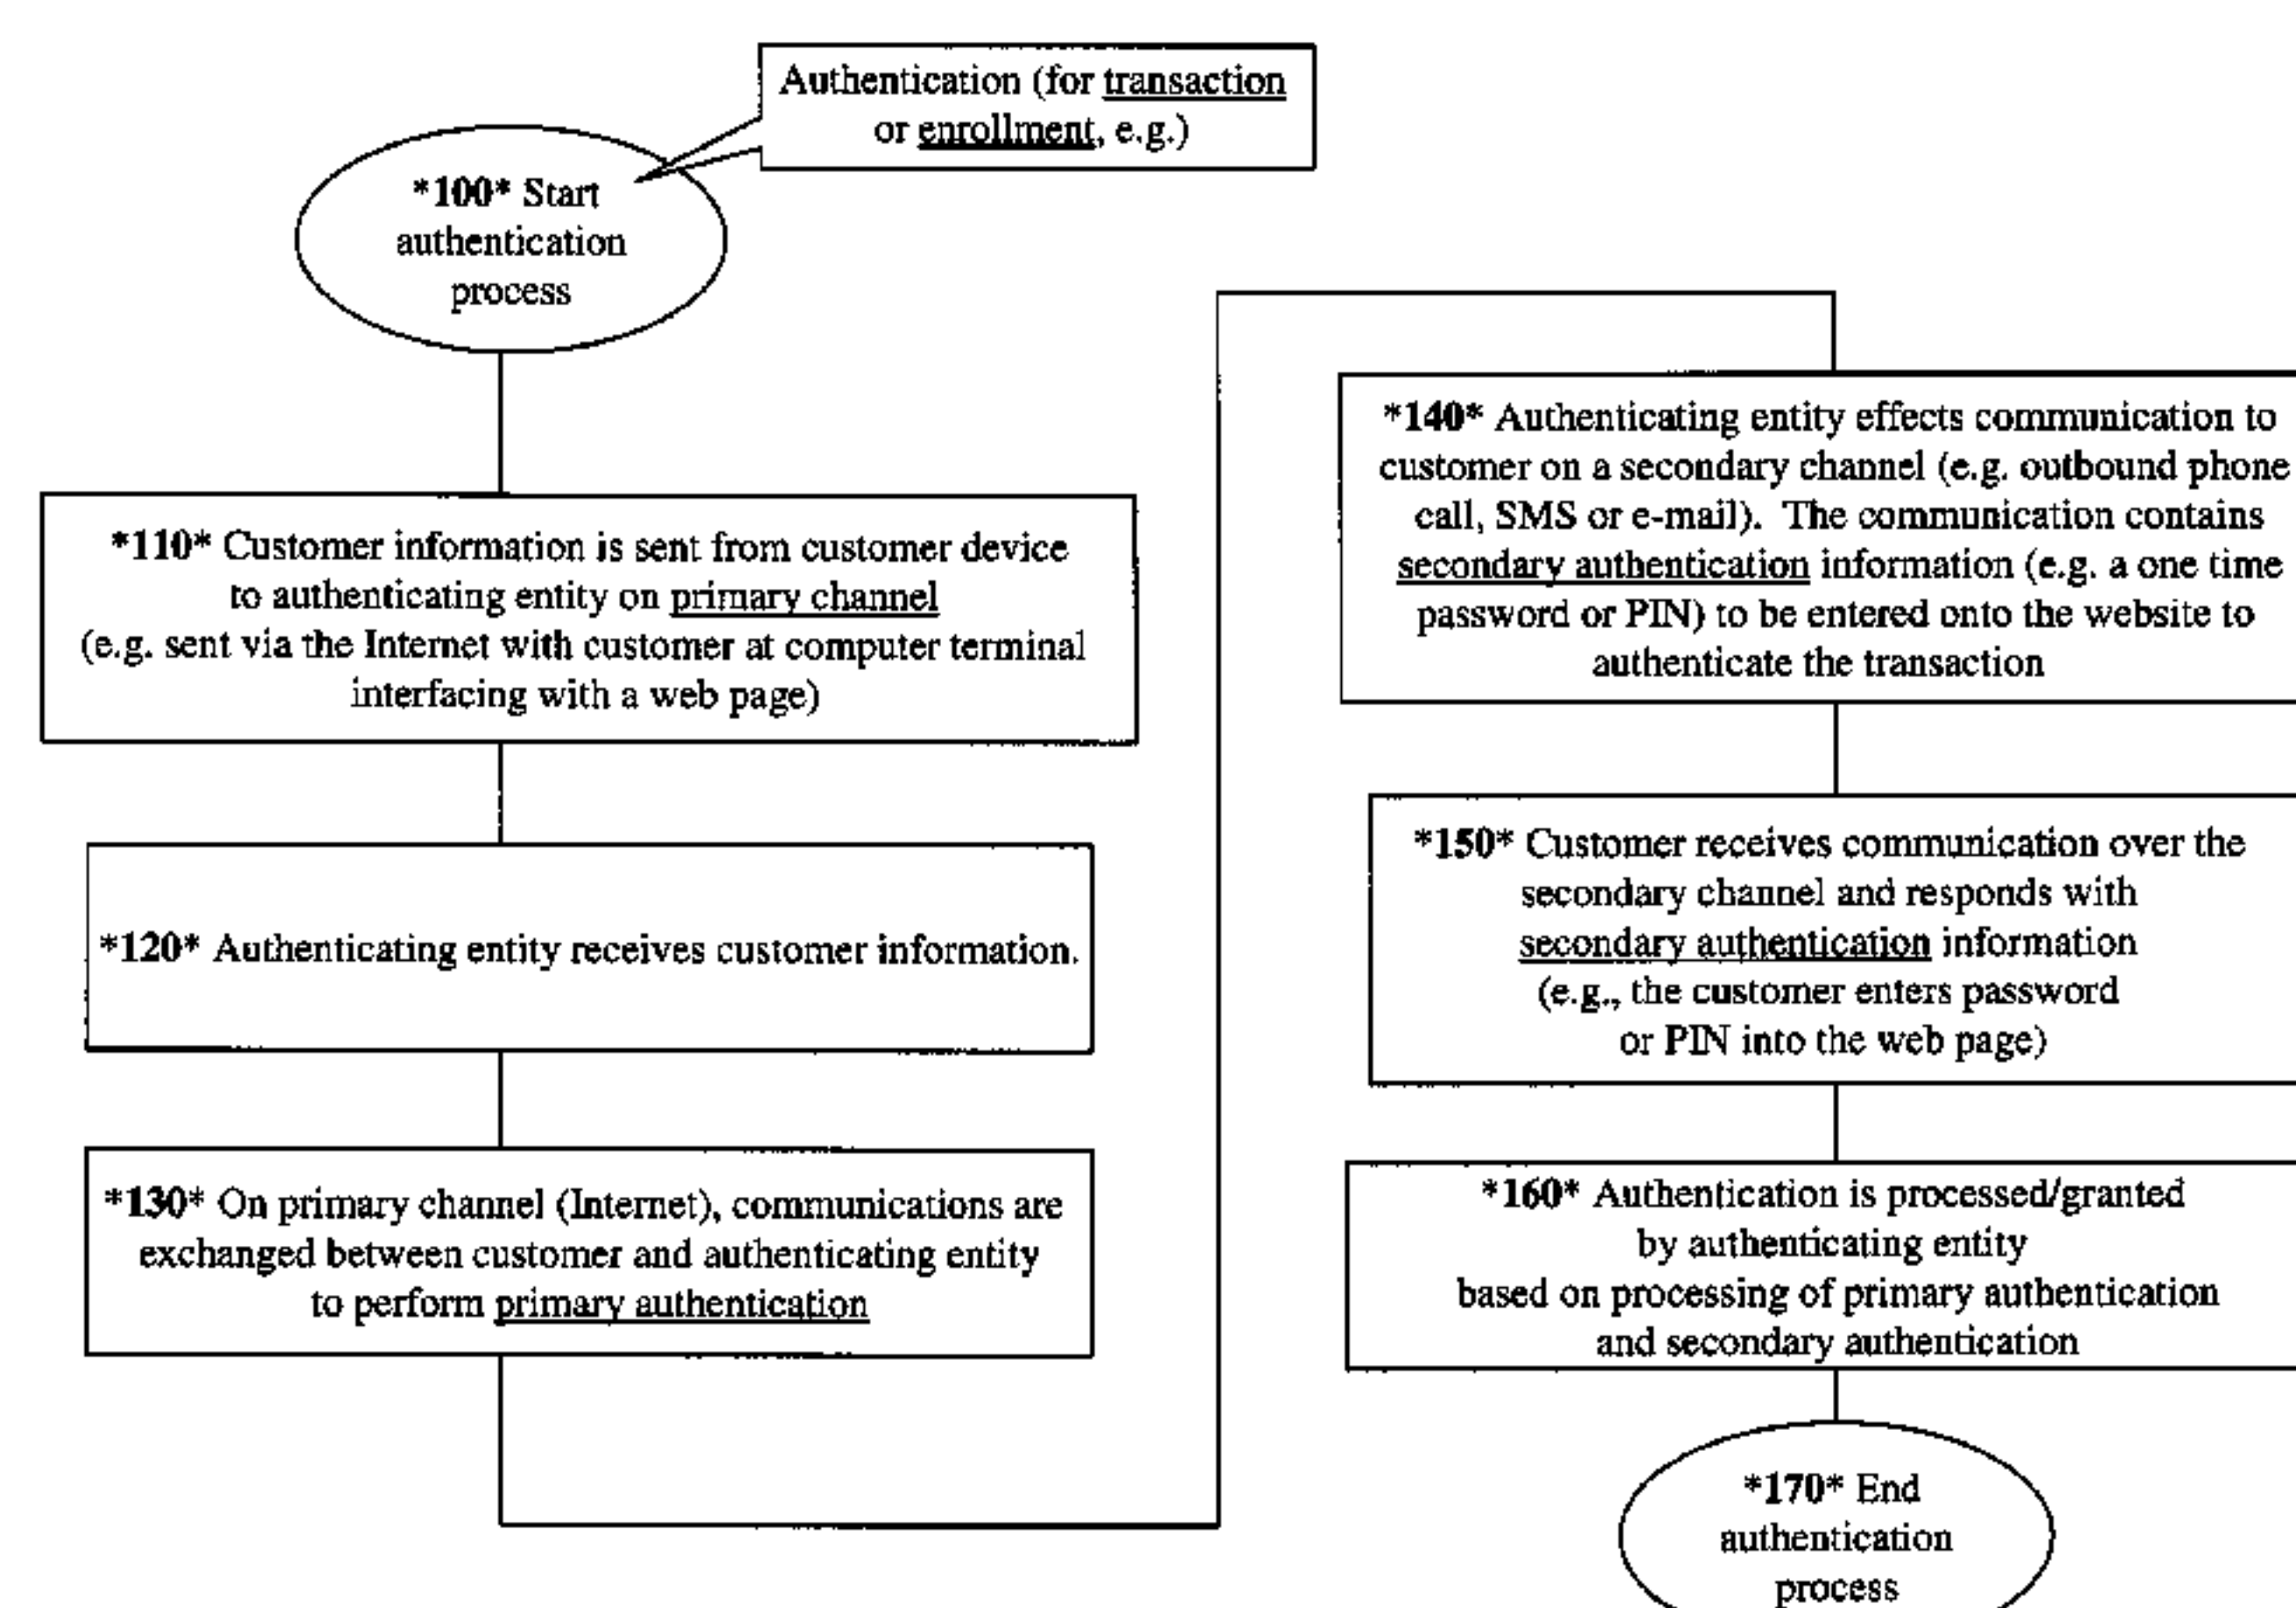 Authentication (for transaction
or enrollment, e.g.)
*100* Start
authentication
process
*110* Customer information is sent from customer device
to authenticating entity on primary channel
(e.g. sent via the Internet with customer at computer terminal
interfacing with a web page)
*120* Authenticating entity receives customer information.
*130* On primary channel (Internet), communications are
exchanged between customer and authenticating entity
to perform primary authentication
*140* Authenticating entity effects communication to
customer on a secondary channel (e.g. outbound phone
call, SMS or e-mail). The communication contains
secondary authentication information (e.g. a one time
password or PIN) to be entered onto the website to
authenticate the transaction
*150* Customer receives communication over the
secondary channel and responds with
secondary authentication information
(e.g., the customer enters password
or PIN into the web page)
*160* Authentication is processed/granted
by authenticating entity
based on processing of primary authentication
and secondary authentication
*170* End
authentication
process